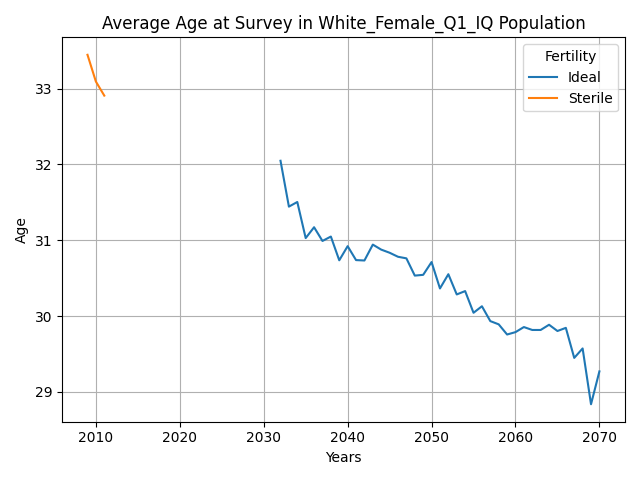 Average Age at Survey in White_Female_Q1_IQ Population
Fertility
Ideal
Sterile
Age
33
32
31
30
29
2010 2020 2030 2040 2050 2060 2070
Years